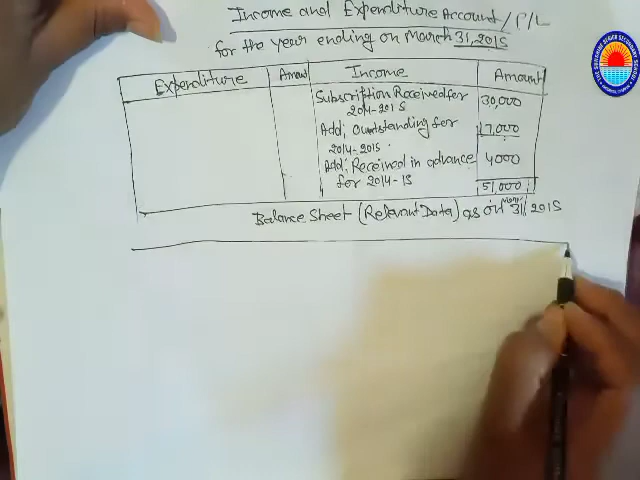 Income and Expenditure Account/P/L
for the year ending on March 31, 2015
Expenditure Amount Income Amount
Subscription Received for 30,000
2014-2015
Add; Outstanding for 17,000
2014-2015.
Add; Received in advance 4000
for 2014-15
51,000
Balance Sheet (Relevant Data) as on March 31, 2015